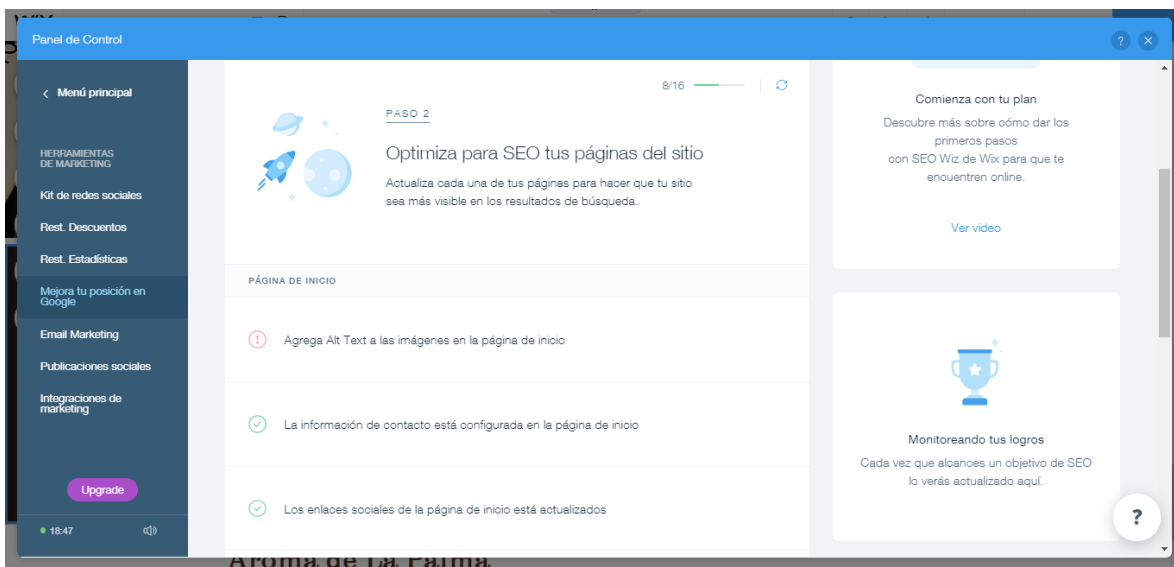 Panel de Control
?
Menú principal
HERRAMIENTAS
DE MARKETING
Kit de redes sociales
Rest. Descuentos
Rest. Estadísticas
Mejora tu posición en
Google
Email Marketing
Publicaciones sociales
Integraciones de
marketing
Upgrade
18:47
8/16
PASO 2
Optimiza para SEO tus páginas del sitio
Actualiza cada una de tus páginas para hacer que tu sitio
sea más visible en los resultados de búsqueda.
PÁGINA DE INICIO
Agrega Alt Text a las imágenes en la página de inicio
La información de contacto está configurada en la página de inicio
Los enlaces sociales de la página de inicio está actualizados
Comienza con tu plan
Descubre más sobre cómo dar los
primeros pasos
con SEO Wiz de Wix para que te
encuentren online.
Ver video
Monitoreando tus logros
Cada vez que alcances un objetivo de SEO
lo verás actualizado aquí.
?
Aroma de La Palma